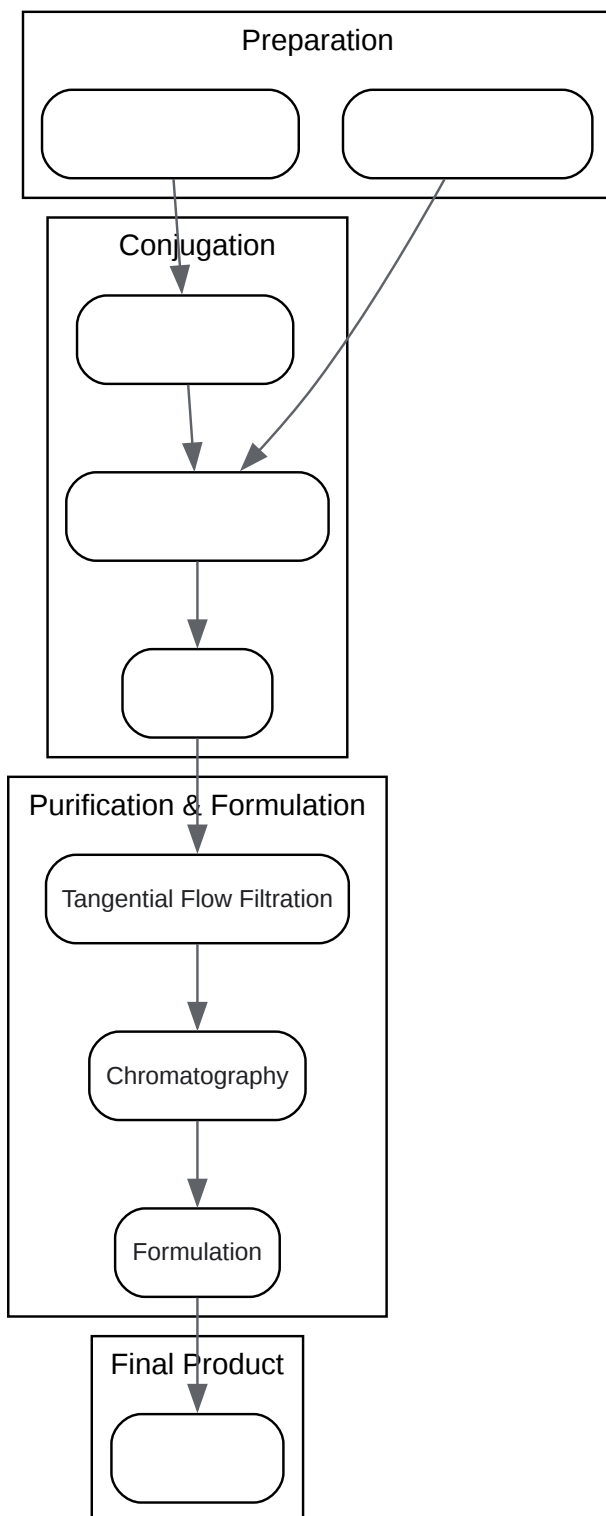 Preparation
Conjugation
Purification & Formulation
Tangential Flow Filtration
Chromatography
Formulation
Final Product